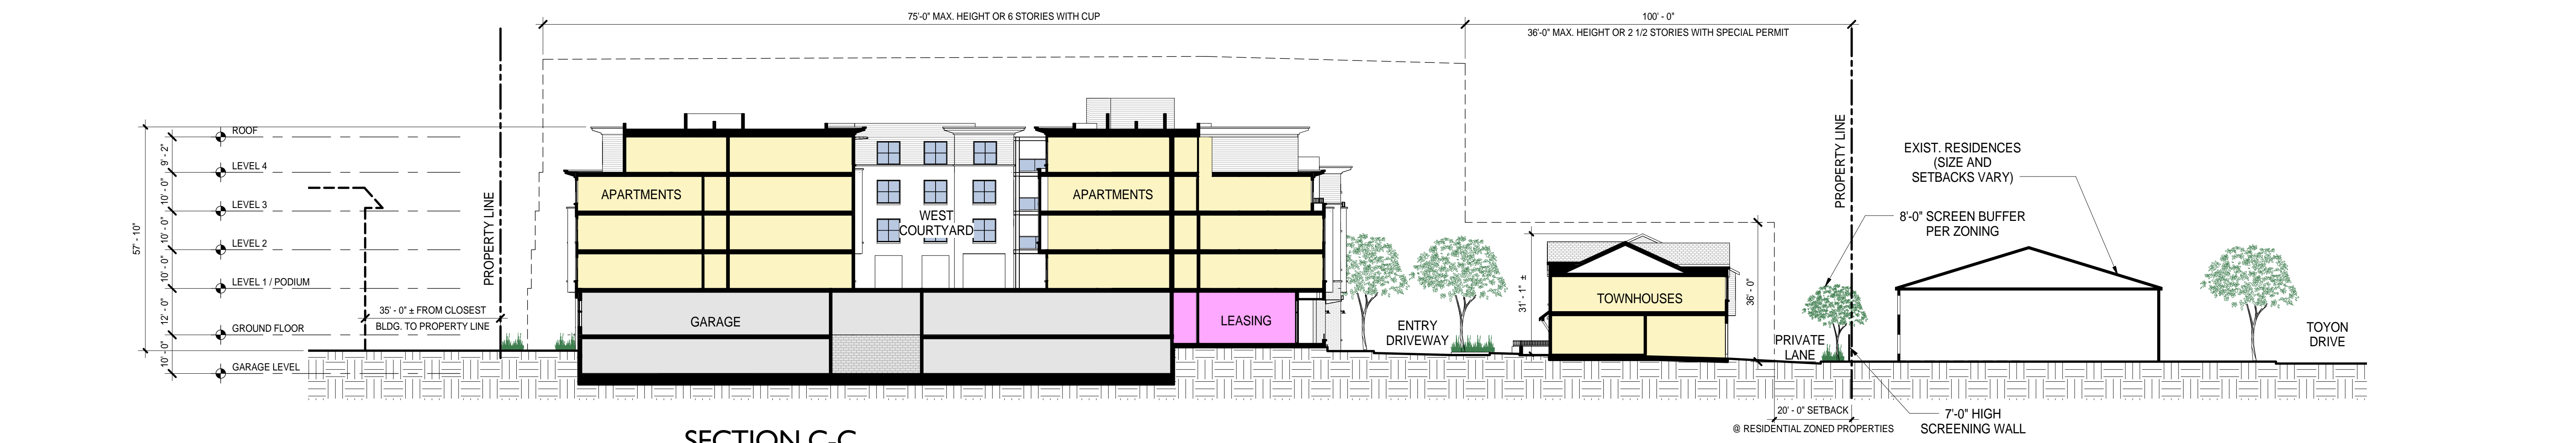 75'-0" MAX. HEIGHT OR 6 STORIES WITH CUP
100' - 0"
36'-0" MAX. HEIGHT OR 2 1/2 STORIES WITH SPECIAL PERMIT
57' - 10"
9' - 2"
10' - 0"
10' - 0"
10' - 0"
12' - 0"
10' - 0"
ROOF
LEVEL 4
LEVEL 3
LEVEL 2
LEVEL 1 / PODIUM
GROUND FLOOR
GARAGE LEVEL
35' - 0" ± FROM CLOSEST
BLDG. TO PROPERTY LINE
PROPERTY LINE
APARTMENTS
WEST
COURTYARD
APARTMENTS
GARAGE
LEASING
ENTRY
DRIVEWAY
31' - 1" ±
TOWNHOUSES
36' - 0"
PRIVATE
LANE
PROPERTY LINE
EXIST. RESIDENCES
(SIZE AND
SETBACKS VARY)
8'-0" SCREEN BUFFER
PER ZONING
TOYON
DRIVE
20' - 0" SETBACK
@ RESIDENTIAL ZONED PROPERTIES
7'-0" HIGH
SCREENING WALL
SECTION C-C